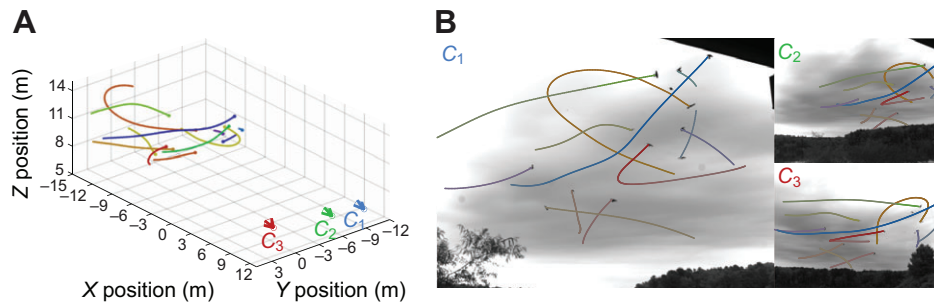 A
B
Z position (m)
14
11
8
5
–15
–12
–9
–6
–3
0
3
6
9
12
X position (m)
3
0
–3
–6
–9
–12
Y position (m)
C3
C2
C1
C1
C2
C3